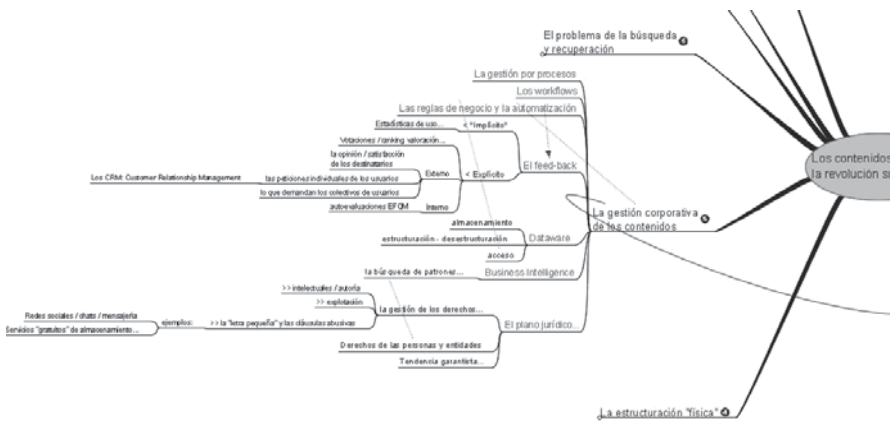 El problema de la búsqueda
y recuperación
La gestión por procesos
Los workflows
Las reglas de negocio y la automatización
Estadísticas de uso...
< "Implícito"
Votaciones / ranking valoración...
la opinión / satisfacción
de los destinatarios
Externo
< Explícito
El feed-back
Los CRM: Customer Relationship Management
las peticiones individuales de los usuarios
lo que demandan los colectivos de usuarios
autoevaluaciones EFQM
Interno
Los contenidos
la revolución
La gestión corporativa
de los contenidos
almacenamiento
estructuración - desestructuración
Dataware
acceso
la búsqueda de patrones...
Business Intelligence
>> intelectuales / autoría
>> explotación
la gestión de los derechos...
Redes sociales / chats / mensajería
ejemplos:
>> la "letra pequeña" y las cláusulas abusivas
Servicios "gratuitos" de almacenamiento...
El plano jurídico...
Derechos de las personas y entidades
Tendencia garantista...
La estructuración "física"